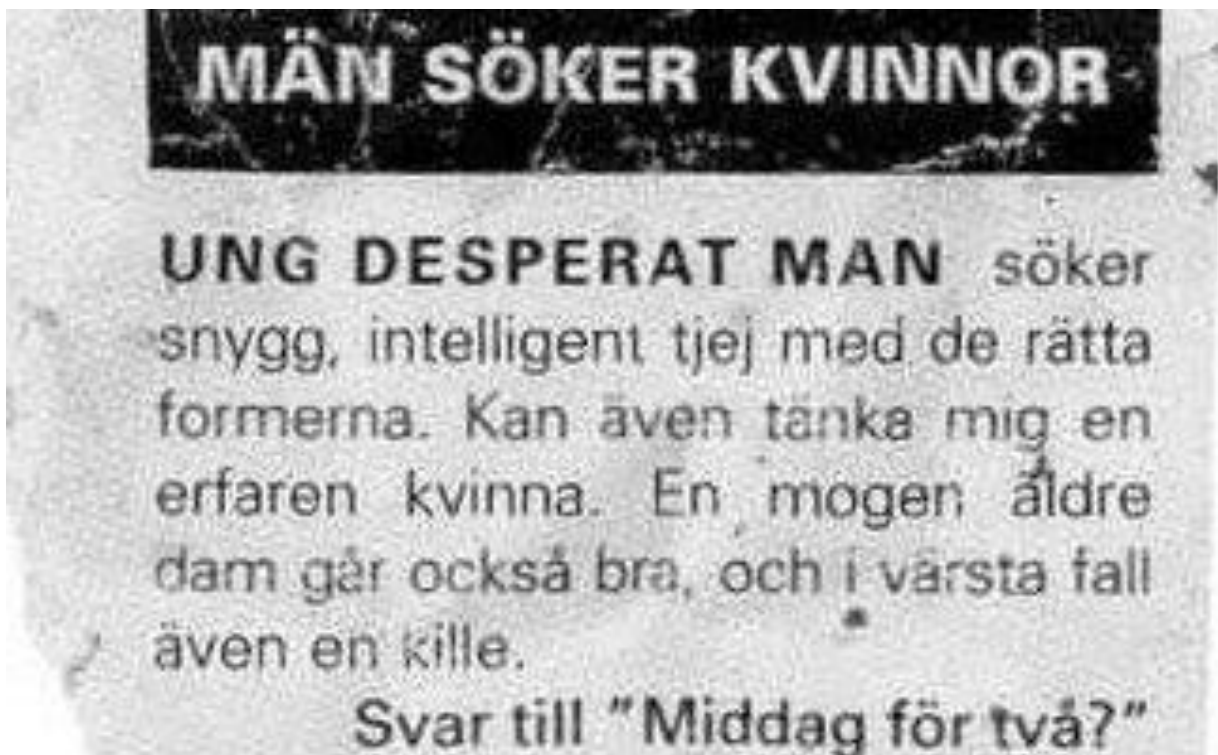 MÄN SÖKER KVINNOR
UNG DESPERAT MAN söker
snygg, intelligent tjej med de rätta
formerna. Kan även tänka mig en
erfaren kvinna. En mogen äldre
dam går också bra, och i värsta fall
även en kille.
Svar till "Middag för två?"